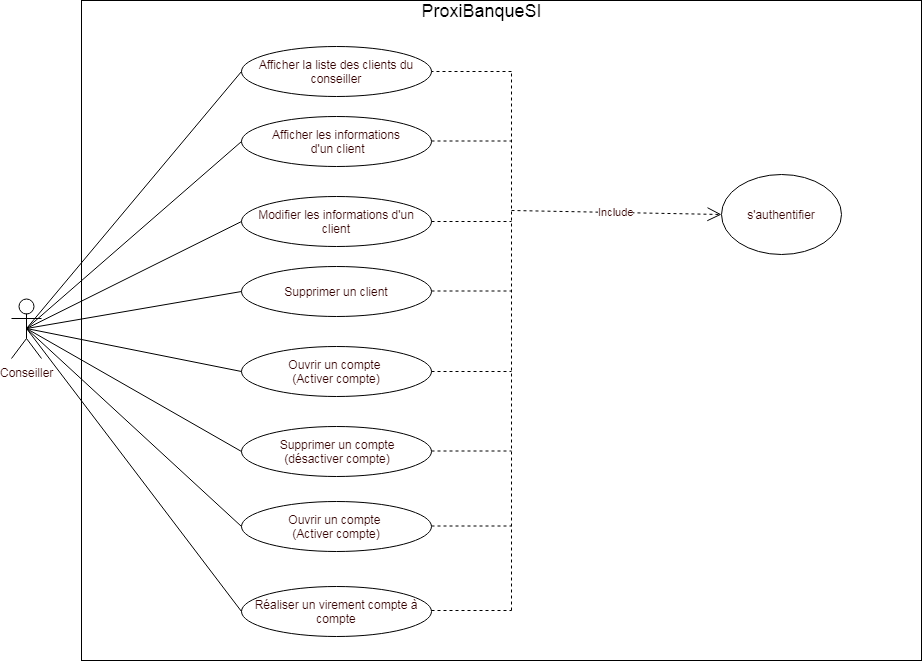 ProxiBanqueSI
Afficher la liste des clients du
conseiller
Afficher les informations
d'un client
Modifier les informations d'un
client
Include
s'authentifier
Supprimer un client
Ouvrir un compte
(Activer compte)
Conseiller
Supprimer un compte
(désactiver compte)
Ouvrir un compte
(Activer compte)
Réaliser un virement compte à
compte